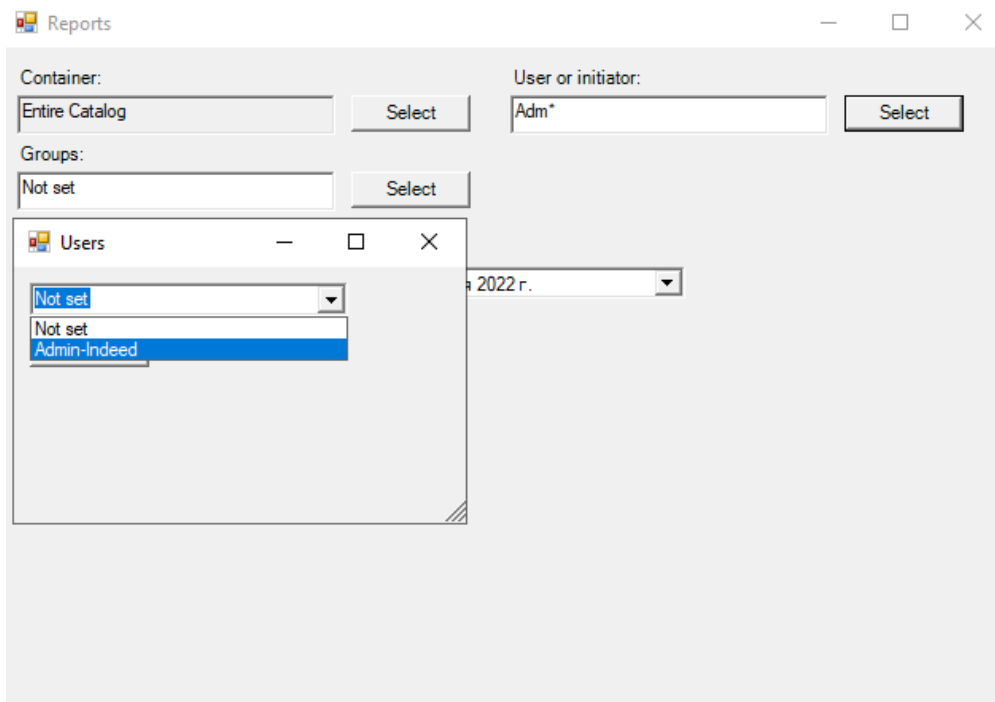 Reports
Container:
User or initiator:
Entire Catalog
Select
Adm*
Select
Groups:
Not set
Select
Users
2022 г.
Not set
Not set
Admin-Indeed